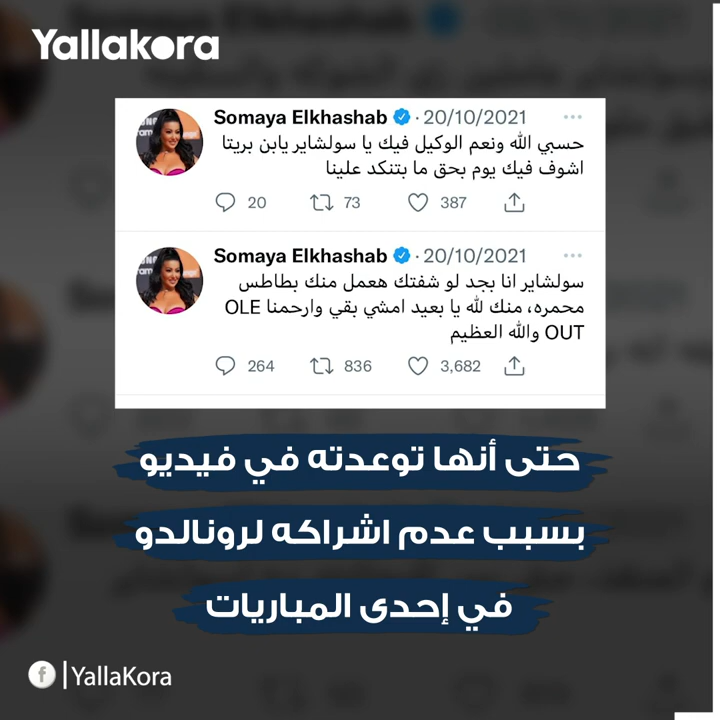 Yallakora
Somaya Elkhashab · 20/10/2021
حسبي الله ونعم الوكيل فيك يا سولشاير يابن بريتا
اشوف فيك يوم بحق ما بتنكد علينا
20 73 387
Somaya Elkhashab · 20/10/2021
سولشاير انا بجد لو شفتك هعمل منك بطاطس
محمره، منك لله يا بعيد امشي بقي وارحمنا OLE
OUT والله العظيم
264 836 3,682
حتى أنها توعدته في فيديو
بسبب عدم اشراكه لرونالدو
في إحدى المباريات
f | YallaKora